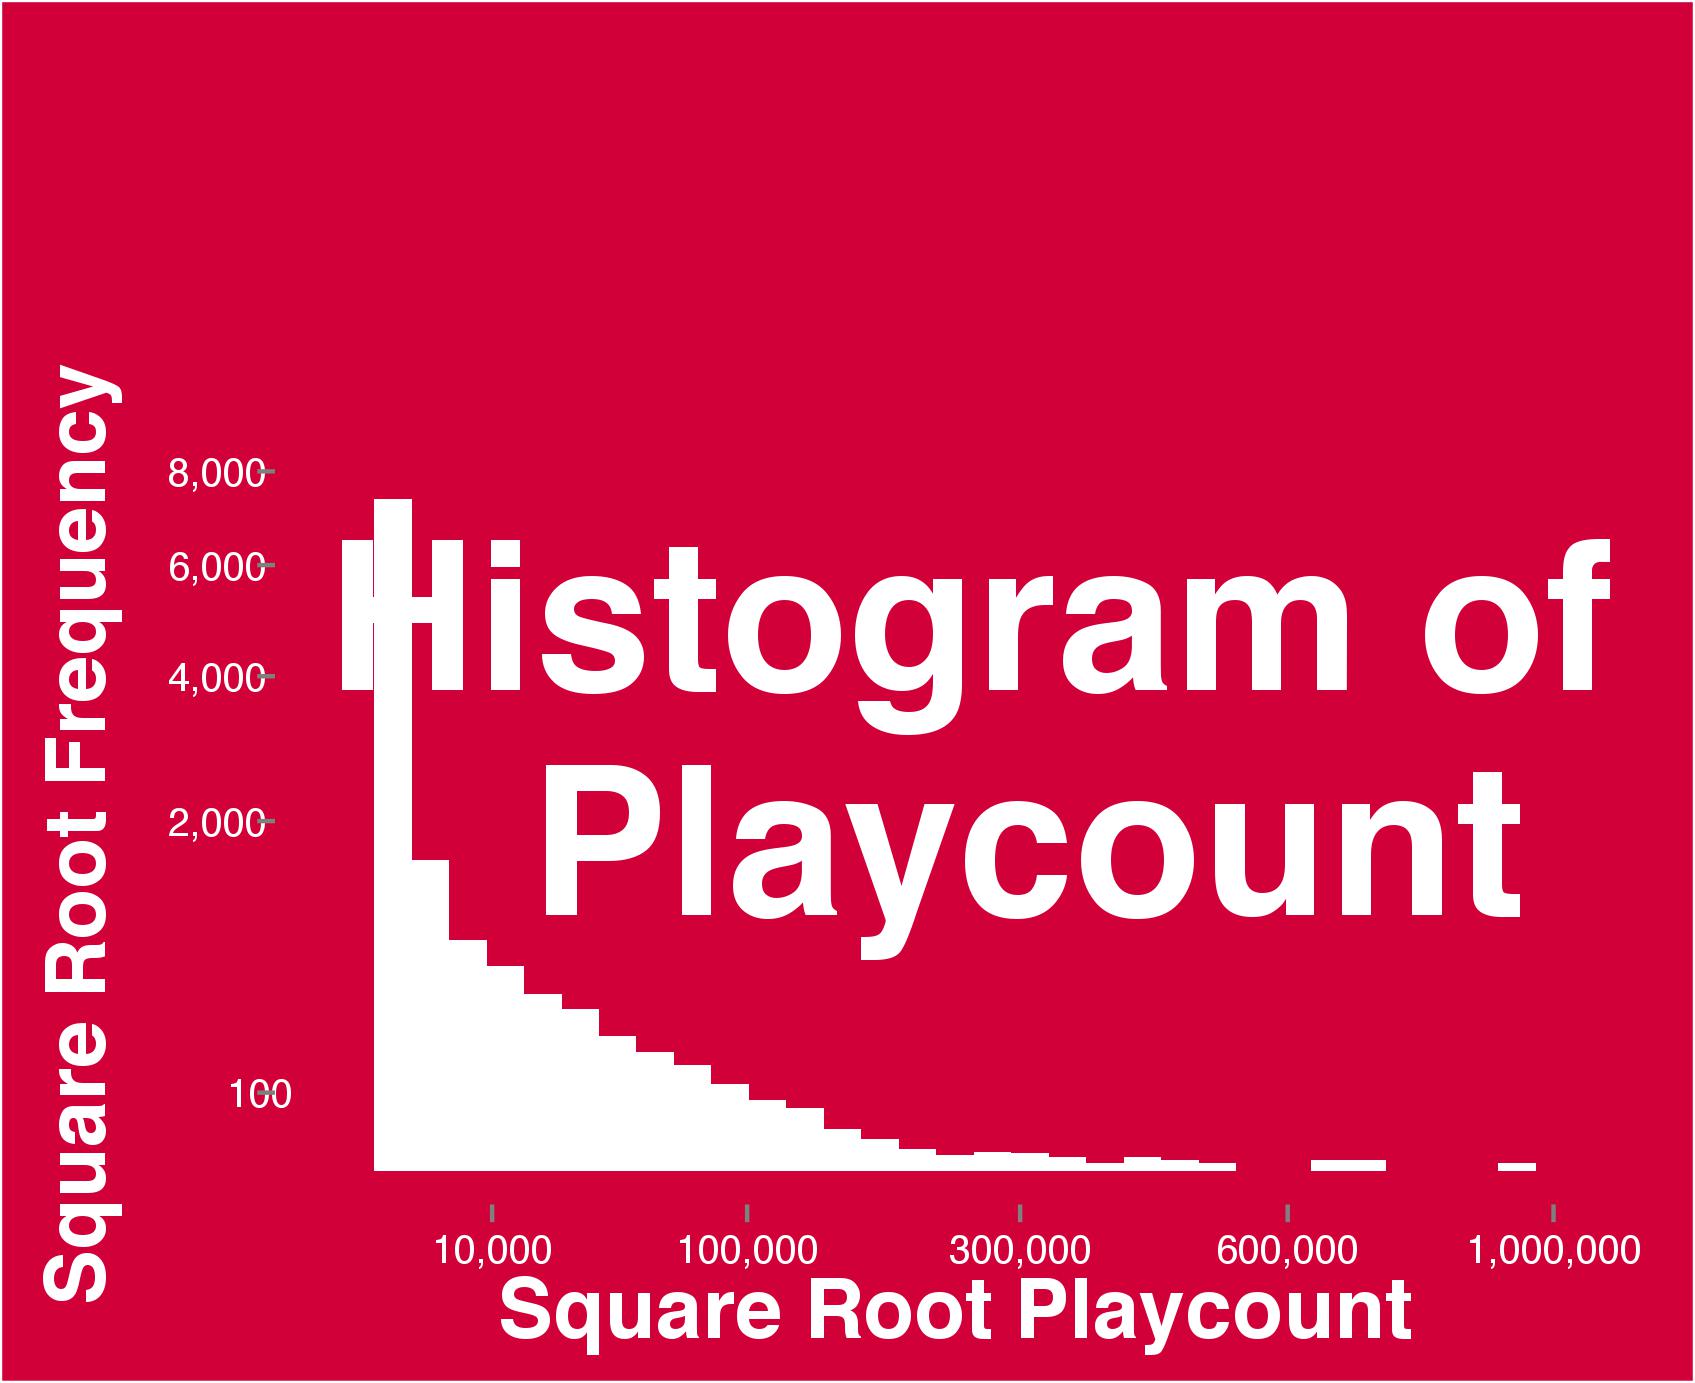 Histogram of
Playcount
Square Root Frequency
8,000
6,000
4,000
2,000
100
10,000 100,000 300,000 600,000 1,000,000
Square Root Playcount